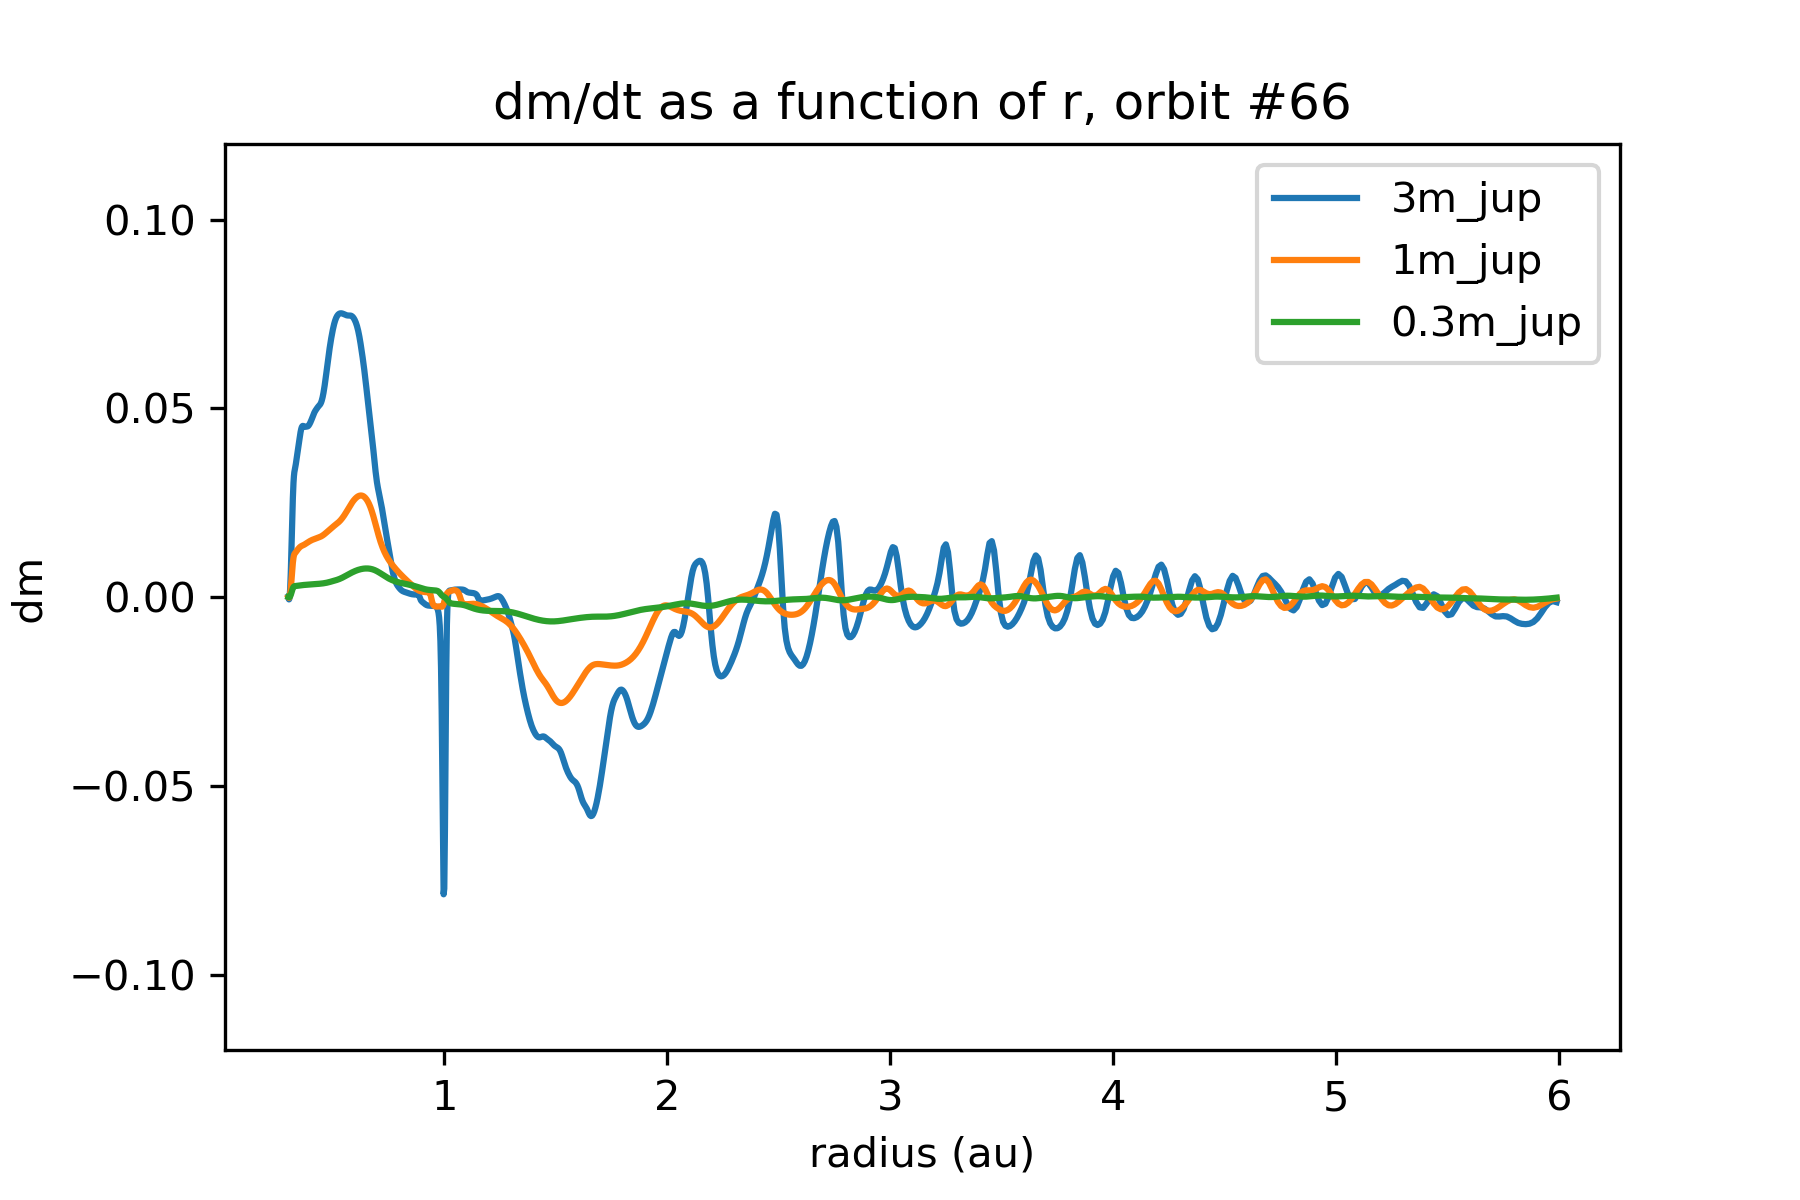 dm/dt as a function of r, orbit #66
3m_jup
1m_jup
0.3m_jup
dm
0.10
0.05
0.00
−0.05
−0.10
1 2 3 4 5 6
radius (au)